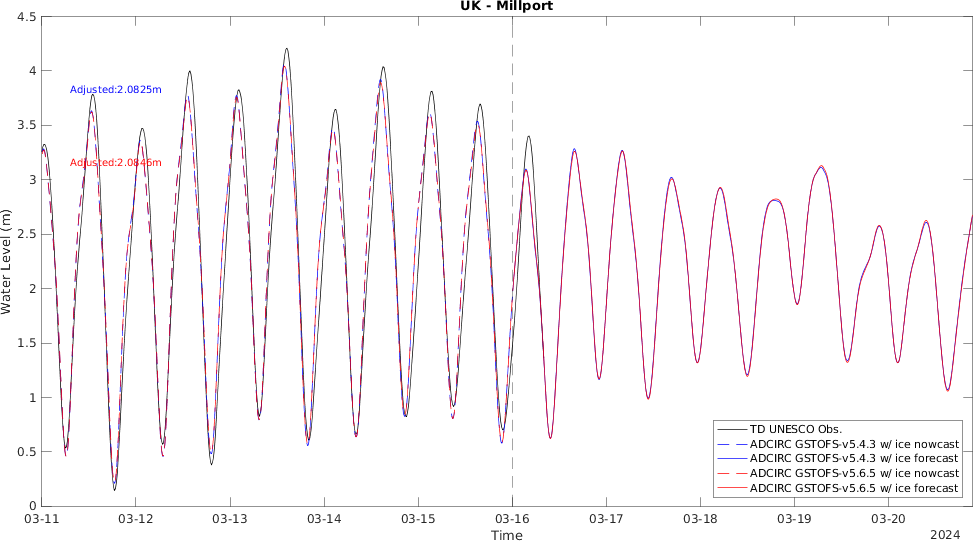 UK - Millport
4.5
4
3.5
3
2.5
2
1.5
1
0.5
0
Water Level (m)
Adjusted:2.0825m
Adjusted:2.0846m
TD UNESCO Obs.
ADCIRC GSTOFS-v5.4.3 w/ ice nowcast
ADCIRC GSTOFS-v5.4.3 w/ ice forecast
ADCIRC GSTOFS-v5.6.5 w/ ice nowcast
ADCIRC GSTOFS-v5.6.5 w/ ice forecast
03-11 03-12 03-13 03-14 03-15 03-16 03-17 03-18 03-19 03-20
Time
2024